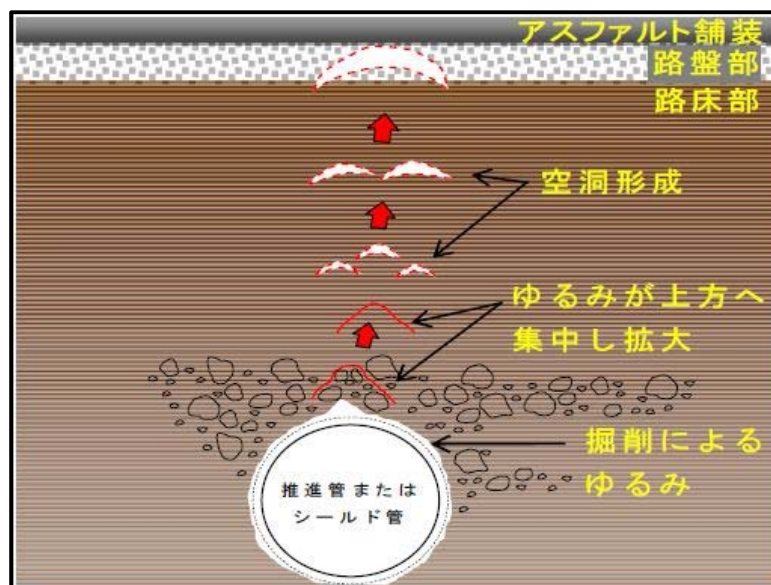 アスファルト舗装
路盤部
路床部
空洞形成
ゆるみが上方へ
集中し拡大
掘削による
ゆるみ
推進管または
シールド管